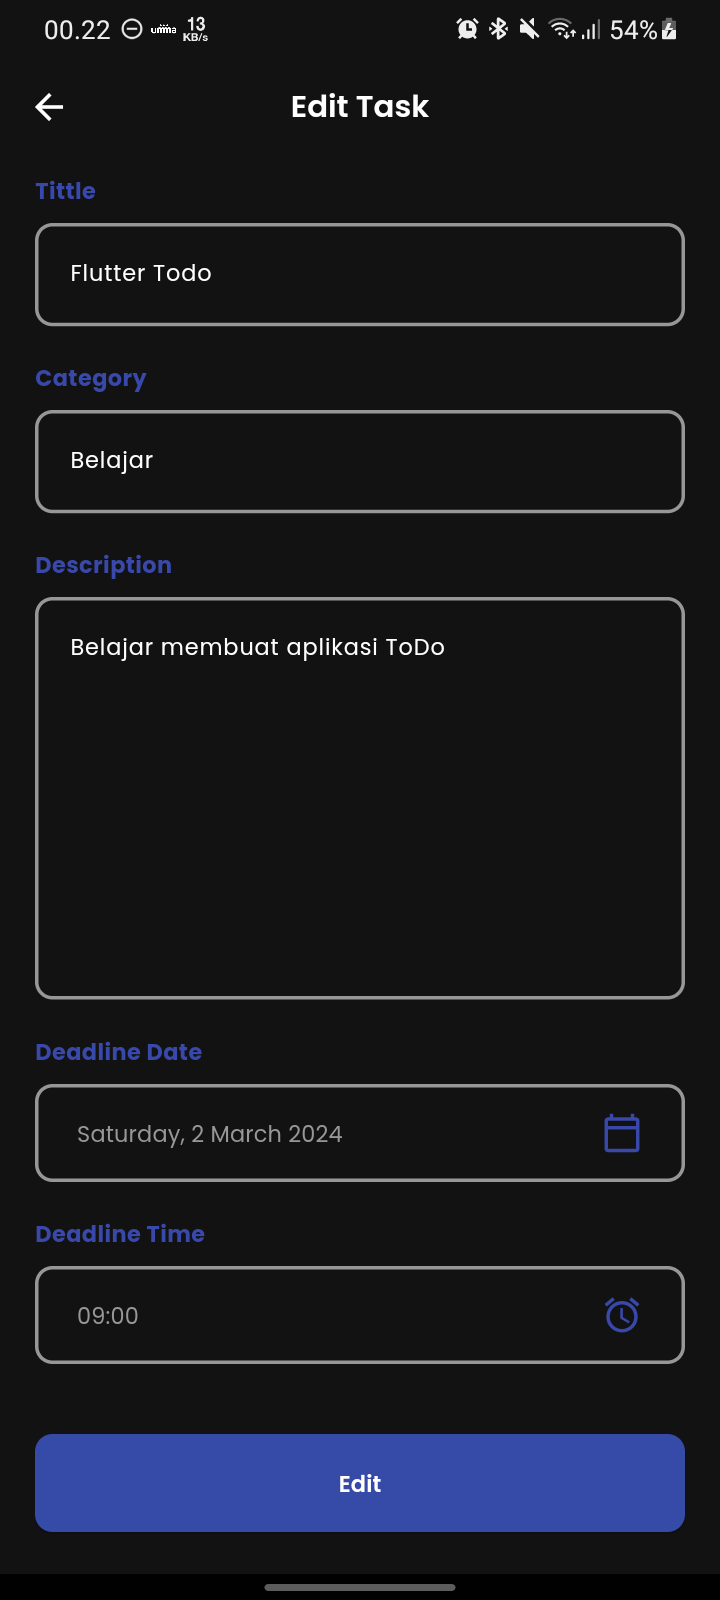 00.22 umma 13 KB/s 54%
Edit Task
Tittle
Flutter Todo
Category
Belajar
Description
Belajar membuat aplikasi ToDo
Deadline Date
Saturday, 2 March 2024
Deadline Time
09:00
Edit